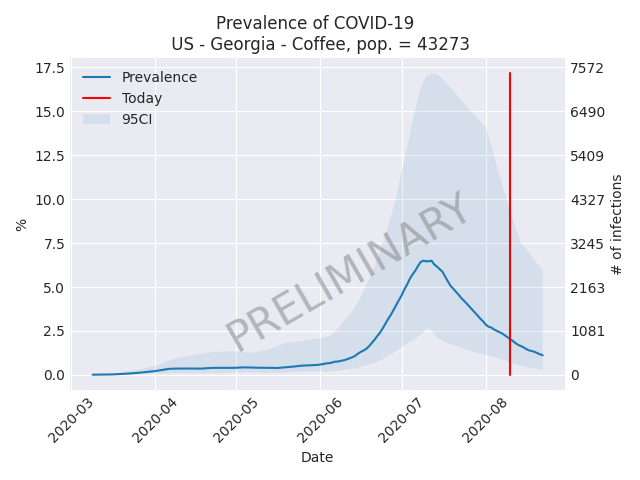 Prevalence of COVID-19
US - Georgia - Coffee, pop. = 43273
Prevalence
Today
95CI
17.5
15.0
12.5
10.0
7.5
5.0
2.5
0.0
%
7572
6490
5409
4327
3245
2163
1081
0
# of infections
PRELIMINARY
2020-03
2020-04
2020-05
2020-06
2020-07
2020-08
Date